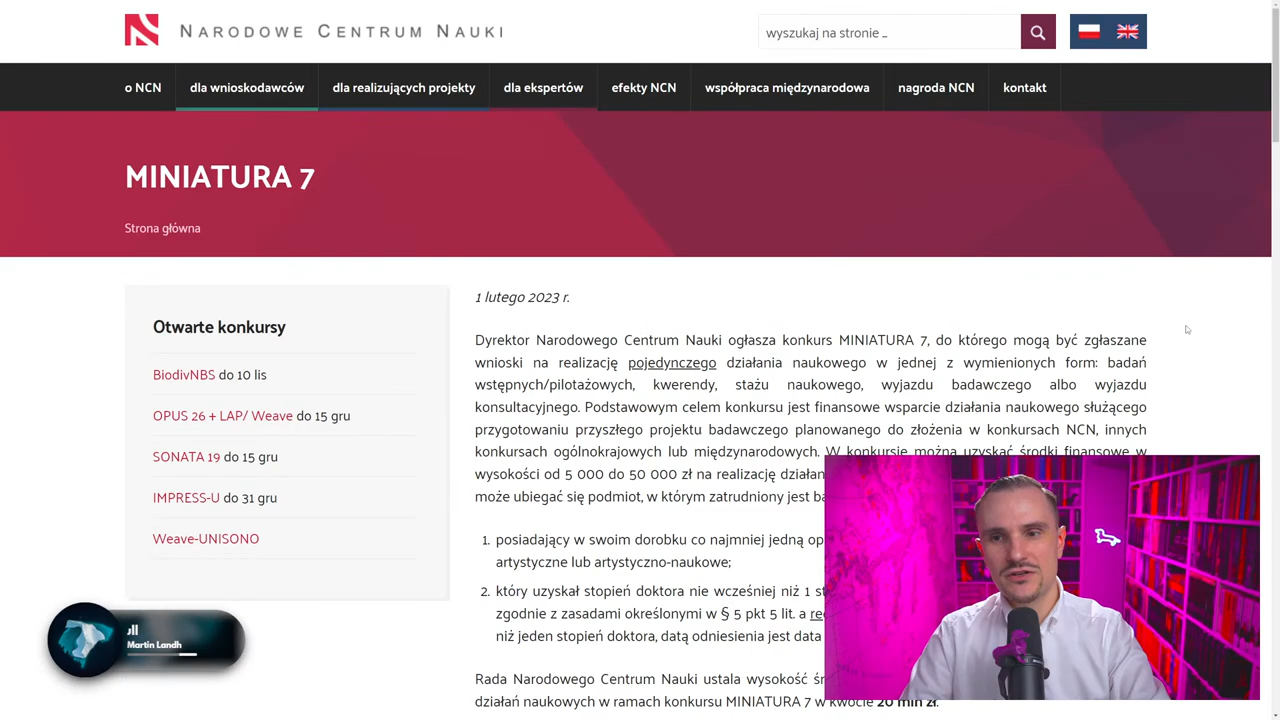 NARODOWE CENTRUM NAUKI
wyszukaj na stronie ...
o NCN
dla wnioskodawców
dla realizujących projekty
dla ekspertów
efekty NCN
współpraca międzynarodowa
nagroda NCN
kontakt
MINIATURA 7
Strona główna
Otwarte konkursy
BiodivNBS do 10 lis
OPUS 26 + LAP/ Weave do 15 gru
SONATA 19 do 15 gru
IMPRESS-U do 31 gru
Weave-UNISONO
1 lutego 2023 r.
Dyrektor Narodowego Centrum Nauki ogłasza konkurs MINIATURA 7, do którego mogą być zgłaszane
wnioski na realizację pojedynczego działania naukowego w jednej z wymienionych form: badań
wstępnych/pilotażowych, kwerendy, stażu naukowego, wyjazdu badawczego albo wyjazdu
konsultacyjnego. Podstawowym celem konkursu jest finansowe wsparcie działania naukowego służącego
przygotowaniu przyszłego projektu badawczego planowanego do złożenia w konkursach NCN, innych
konkursach ogólnokrajowych lub międzynarodowych. W konkursie można uzyskać środki finansowe w
wysokości od 5 000 do 50 000 zł na realizację działan
może ubiegać się podmiot, w którym zatrudniony jest ba
1. posiadający w swoim dorobku co najmniej jedną op
artystyczne lub artystyczno-naukowe;
2. który uzyskał stopień doktora nie wcześniej niż 1 st
zgodnie z zasadami określonymi w § 5 pkt 5 lit. a re
niż jeden stopień doktora, datą odniesienia jest data
Rada Narodowego Centrum Nauki ustala wysokość śr
działań naukowych w ramach konkursu MINIATURA 7 w kwocie 20 mln zł.
Martin Landh